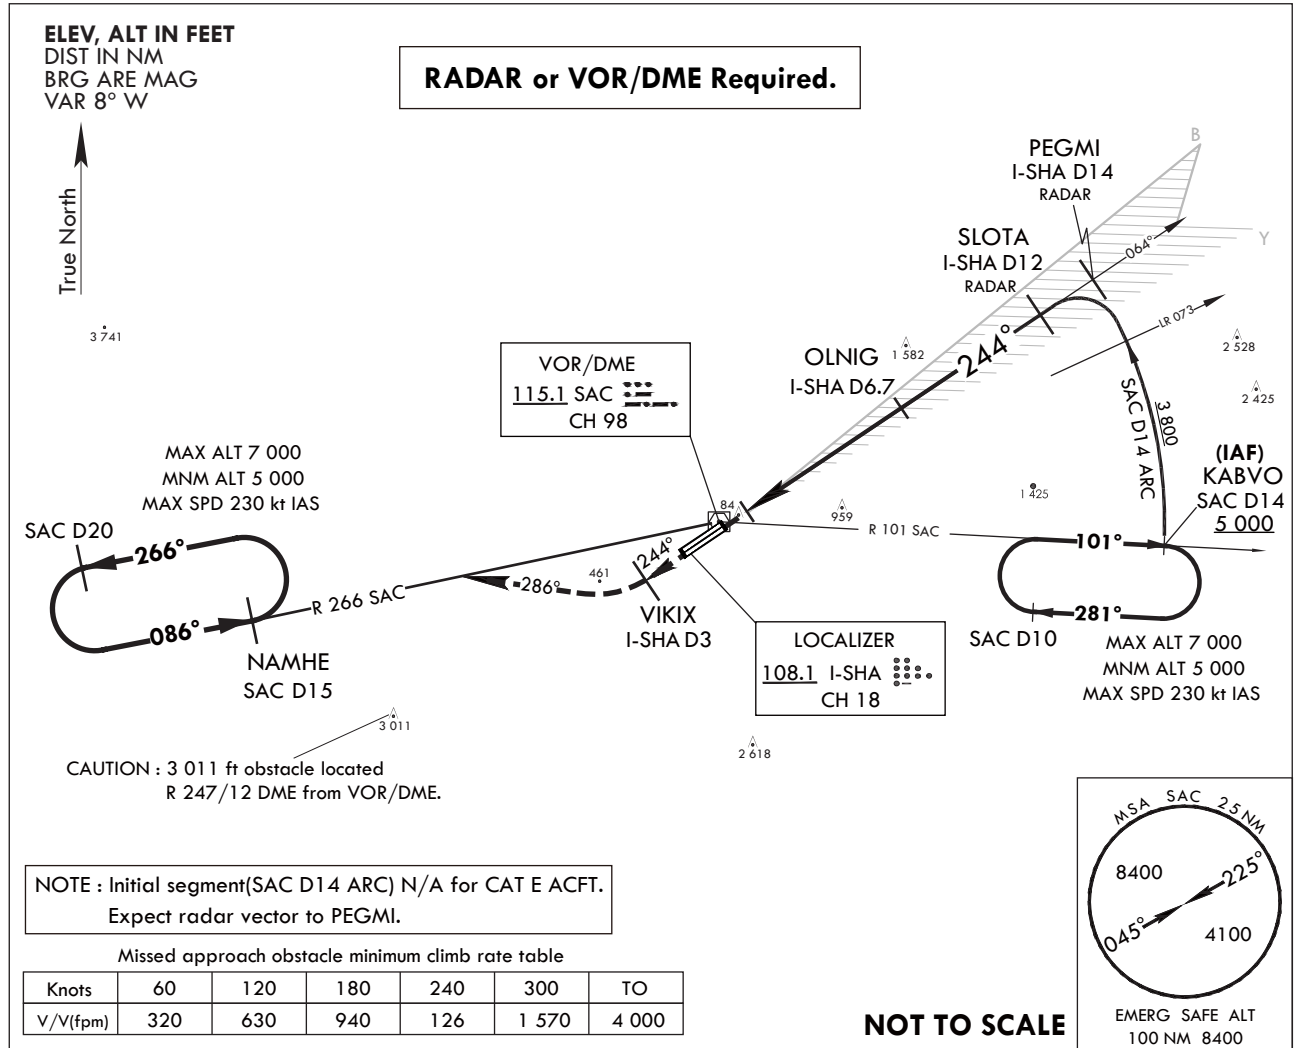 ELEV, ALT IN FEET
DIST IN NM
BRG ARE MAG
VAR 8° W
RADAR or VOR/DME Required.
True North
B
Y
PEGMI
I-SHA D14
RADAR
064°
SLOTA
I-SHA D12
RADAR
LR 073
3 741
1 582
2 528
2 425
244°
OLNIG
I-SHA D6.7
VOR/DME
115.1 SAC
CH 98
SAC D14 ARC
3 800
(IAF)
KABVO
SAC D14
5 000
MAX ALT 7 000
MNM ALT 5 000
MAX SPD 230 kt IAS
SAC D20
266°
086°
NAMHE
SAC D15
R 266 SAC
286°
461
244°
84
959
1 425
R 101 SAC
101°
281°
SAC D10
VIKIX
I-SHA D3
LOCALIZER
108.1 I-SHA
CH 18
MAX ALT 7 000
MNM ALT 5 000
MAX SPD 230 kt IAS
3 011
2 618
CAUTION : 3 011 ft obstacle located
R 247/12 DME from VOR/DME.
NOTE : Initial segment(SAC D14 ARC) N/A for CAT E ACFT.
Expect radar vector to PEGMI.
Missed approach obstacle minimum climb rate table
Knots 60 120 180 240 300 TO
V/V(fpm) 320 630 940 126 1 570 4 000
NOT TO SCALE
MSA SAC 25 NM
8400
225°
045°
4100
EMERG SAFE ALT
100 NM 8400